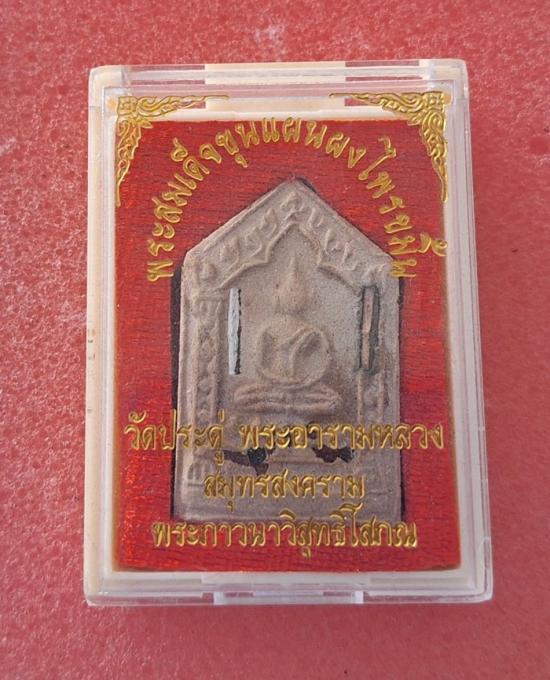 พระสมเด็จขุนแผนผงไพรขมิ้น
วัดประดู่ พระอารามหลวง
สมุทรสงคราม
พระภาวนาวิสุทธิโสภณ